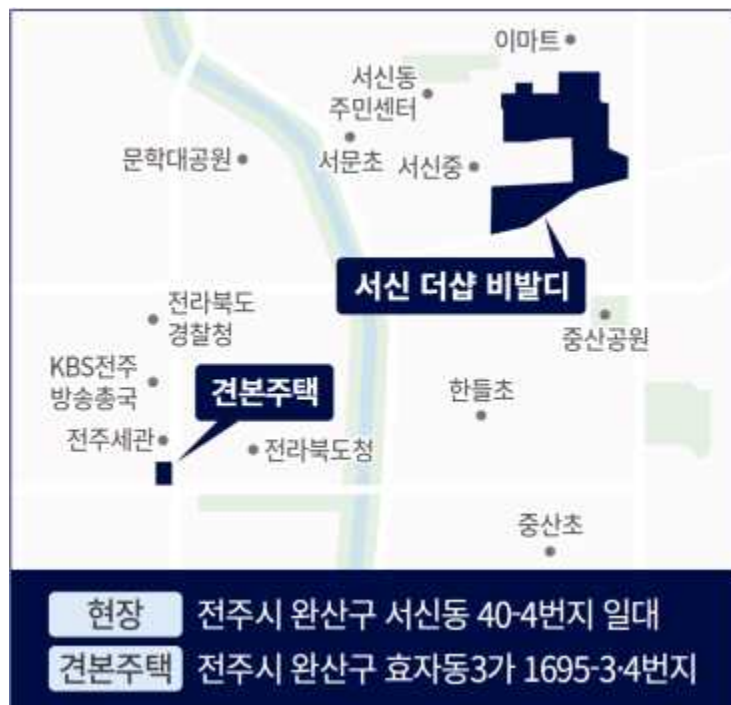 이마트
서신동
주민센터
문학대공원
서문초
서신중
서신 더샵 비발디
전라북도
경찰청
중산공원
KBS전주
방송총국
견본주택
한들초
전주세관
전라북도청
중산초
현장 전주시 완산구 서신동 40-4번지 일대
견본주택 전주시 완산구 효자동3가 1695-3·4번지